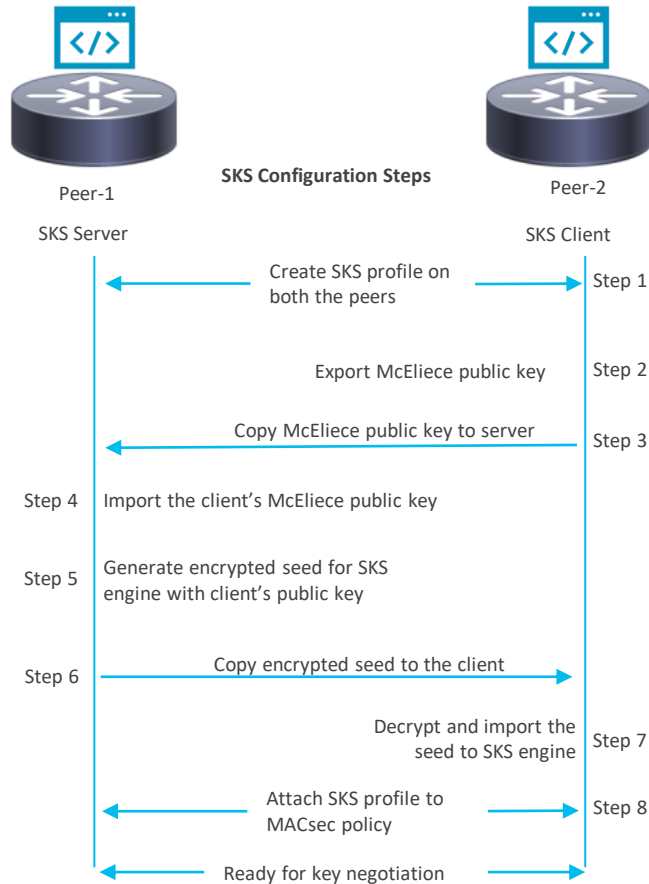 </>
</>
SKS Configuration Steps
Peer-1
Peer-2
SKS Server
SKS Client
Create SKS profile on
both the peers
Step 1
Export McEliece public key
Step 2
Copy McEliece public key to server
Step 3
Step 4
Import the client’s McEliece public key
Step 5
Generate encrypted seed for SKS
engine with client’s public key
Copy encrypted seed to the client
Step 6
Decrypt and import the
seed to SKS engine
Step 7
Attach SKS profile to
MACsec policy
Step 8
Ready for key negotiation